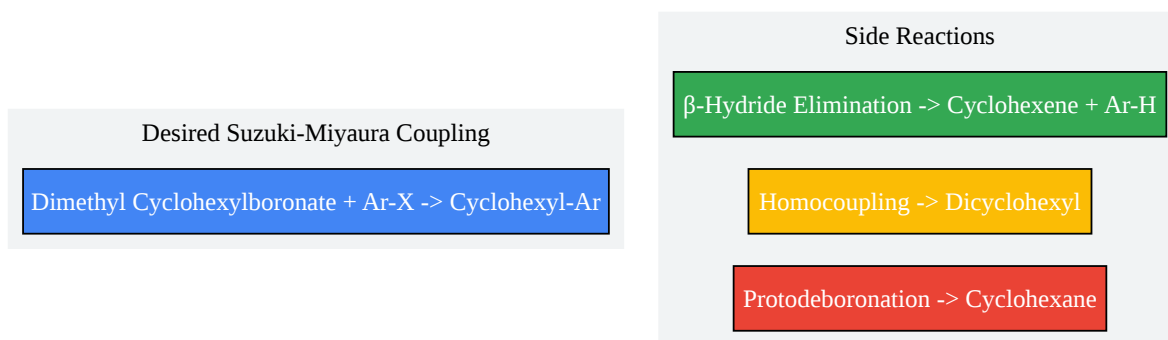 Desired Suzuki-Miyaura Coupling
Dimethyl Cyclohexylboronate + Ar-X -> Cyclohexyl-Ar
Side Reactions
β-Hydride Elimination -> Cyclohexene + Ar-H
Homocoupling -> Dicyclohexyl
Protodeboronation -> Cyclohexane